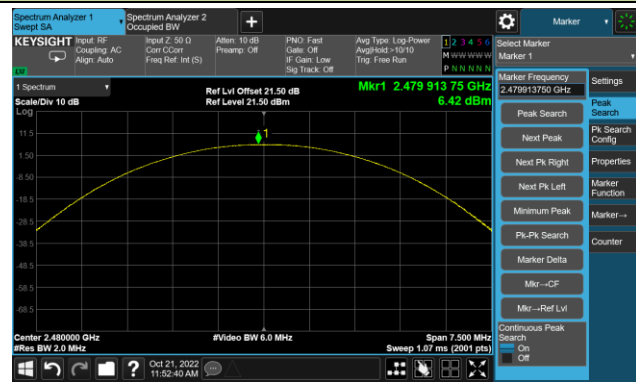 Spectrum Analyzer 1
Swept SA
Spectrum Analyzer 2
Occupied BW
Marker
KEYSIGHT
Input: RF
Coupling: AC
Align: Auto
Input Z: 50 Ω
Corr CCorr
Freq Ref: Int (S)
Atten: 10 dB
Preamp: Off
PNO: Fast
Gate: Off
IF Gain: Low
Sig Track: Off
Avg Type: Log-Power
Avg|Hold:>10/10
Trig: Free Run
1 2 3 4 5 6
M W W W W W
P N N N N N
LW
Select Marker
Marker 1
1 Spectrum
Scale/Div 10 dB
Log
Ref Lvl Offset 21.50 dB
Ref Level 21.50 dBm
Mkr1 2.479 913 75 GHz
6.42 dBm
1
11.5
1.50
-8.50
-18.5
-28.5
-38.5
-48.5
-58.5
-68.5
Center 2.480000 GHz
#Res BW 2.0 MHz
#Video BW 6.0 MHz
Span 7.500 MHz
Sweep 1.07 ms (2001 pts)
Marker Frequency
2.479913750 GHz
Peak Search
Next Peak
Next Pk Right
Next Pk Left
Minimum Peak
Pk-Pk Search
Marker Delta
Mkr→CF
Mkr→Ref Lvl
Continuous Peak
Search
On
Off
Settings
Peak
Search
Pk Search
Config
Properties
Marker
Function
Marker→
Counter
Oct 21, 2022
11:52:40 AM